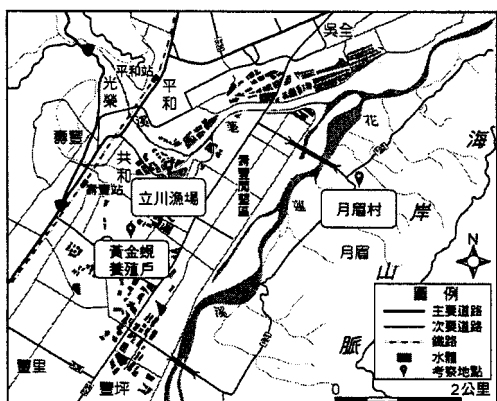 吳全
平和站
平和
光榮
壽豐
共和
壽豐站
立川漁場
壽豐開墾區
花
蓮
溪
月眉村
月眉
海
岸
山
脈
黃金蜆
養殖戶
豐里
豐坪
N
圖 例
主要道路
次要道路
鐵路
水體
考察地點
0 2公里